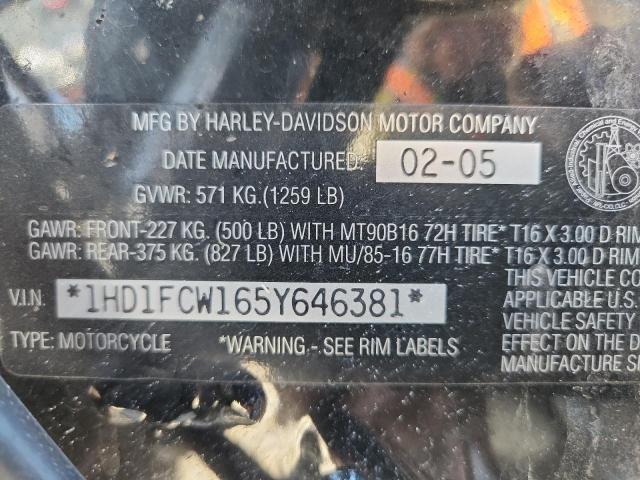 MFG BY HARLEY-DAVIDSON MOTOR COMPANY
DATE MANUFACTURED: 02-05
GVWR: 571 KG.(1259 LB)
GAWR: FRONT-227 KG. (500 LB) WITH MT90B16 72H TIRE* T16 X 3.00 D RIM
GAWR: REAR-375 KG. (827 LB) WITH MU/85-16 77H TIRE* T16 X 3.00 D RIM
THIS VEHICLE CO
APPLICABLE U.S.
V.I.N. *1HD1FCW165Y646381*
VEHICLE SAFETY
EFFECT ON THE D
TYPE: MOTORCYCLE *WARNING - SEE RIM LABELS
MANUFACTURE SH